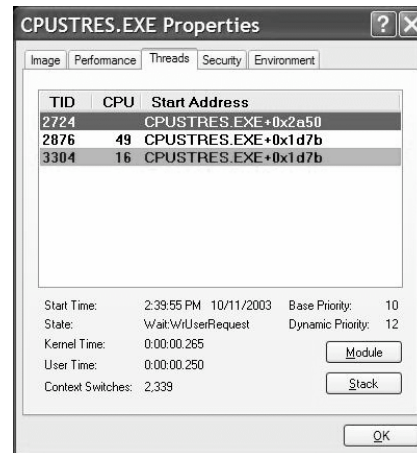 CPUSTRES.EXE Properties ? X
Image Performance Threads Security Environment
TID CPU Start Address
2724 CPUSTRES.EXE+0x2a50
2876 49 CPUSTRES.EXE+0x1d7b
3304 16 CPUSTRES.EXE+0x1d7b
Start Time: 2:39:55 PM 10/11/2003 Base Priority: 10
State: Wait:WrUserRequest Dynamic Priority: 12
Kernel Time: 0:00:00.265
Module
User Time: 0:00:00.250
Context Switches: 2,339 Stack
OK